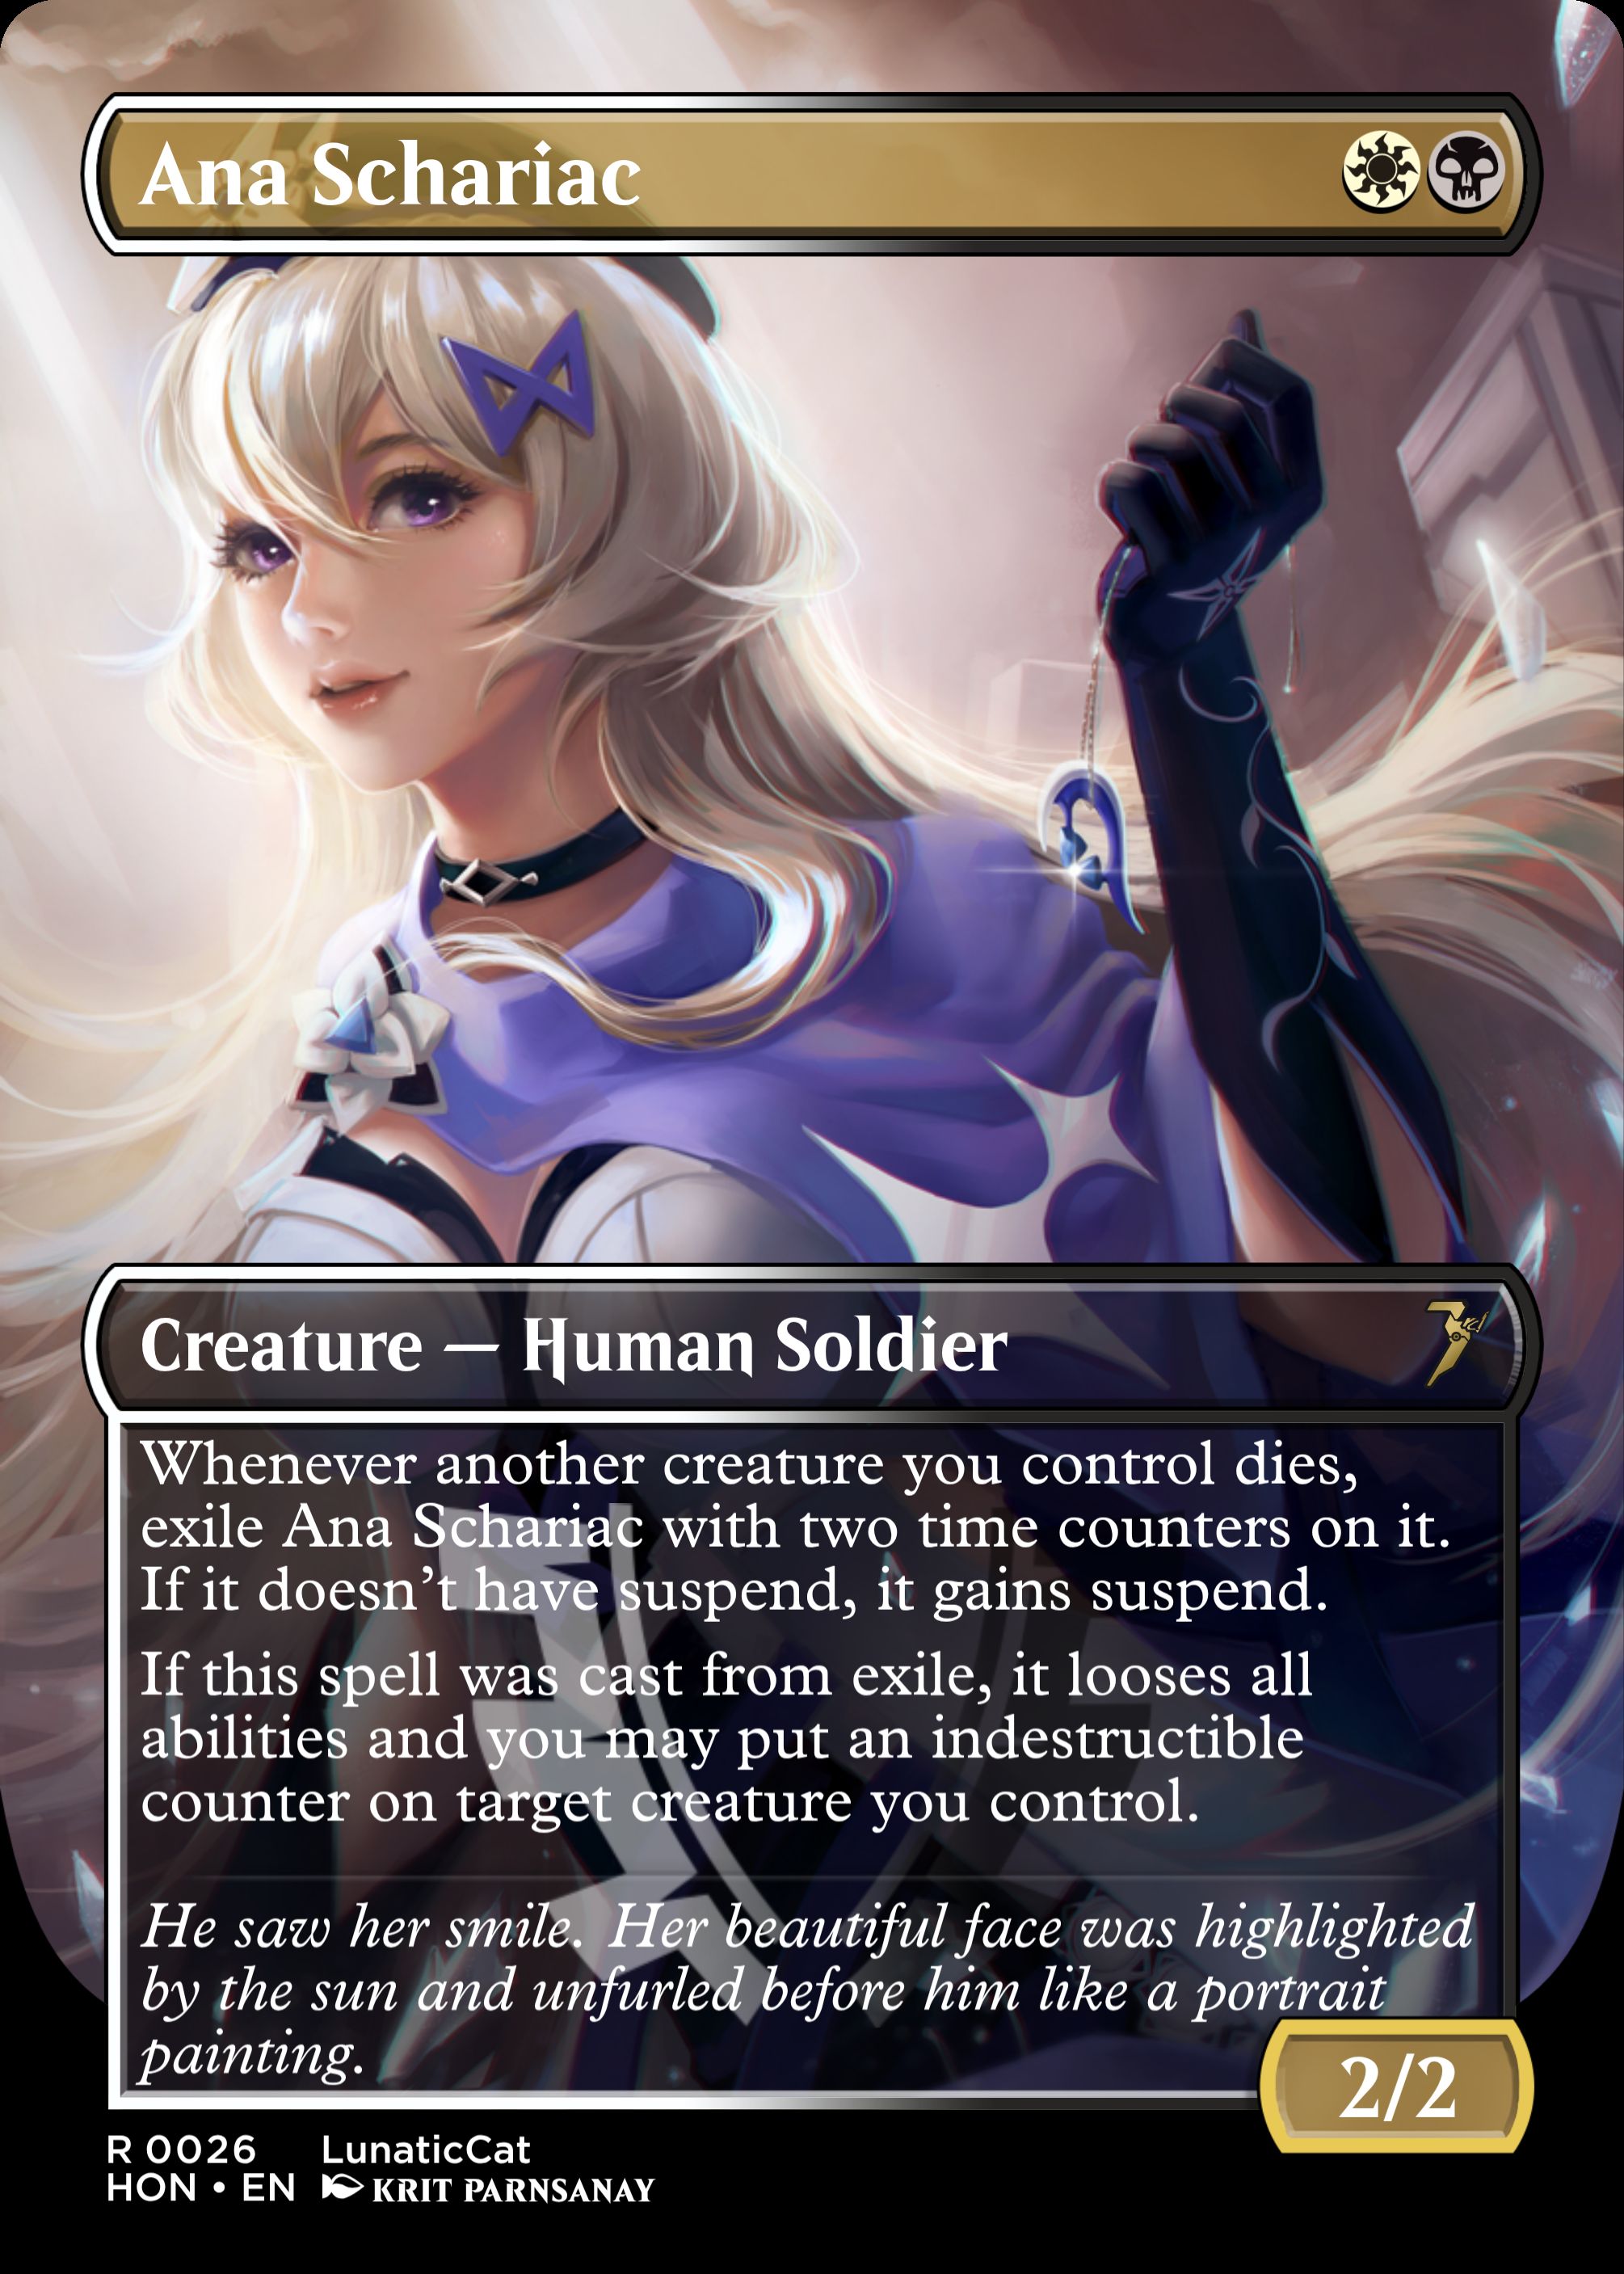 Ana Schariac
Creature — Human Soldier
Whenever another creature you control dies,
exile Ana Schariac with two time counters on it.
If it doesn't have suspend, it gains suspend.
If this spell was cast from exile, it looses all
abilities and you may put an indestructible
counter on target creature you control.
He saw her smile. Her beautiful face was highlighted
by the sun and unfurled before him like a portrait
painting.
2/2
R 0026 LunaticCat
HON • EN KRIT PARNSANAY